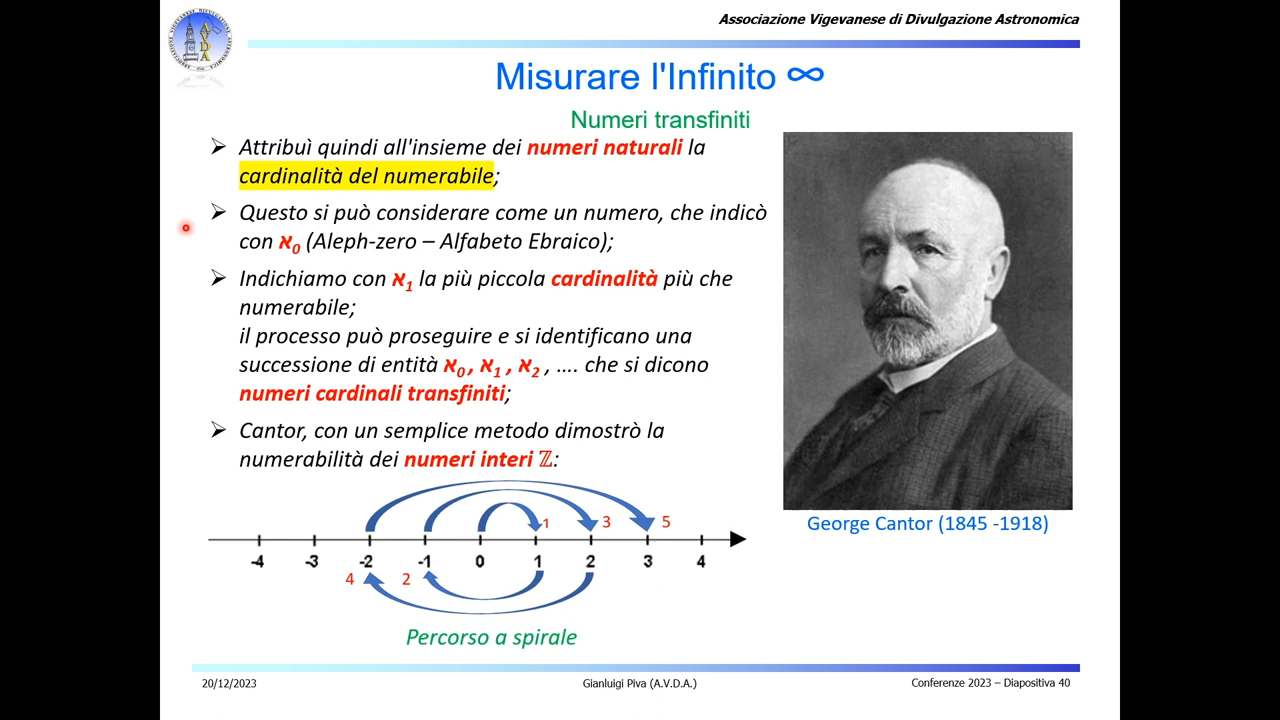 Associazione Vigevanese di Divulgazione Astronomica
A.V.D.A.
Misurare l'Infinito ∞
Numeri transfiniti
➢ Attribuì quindi all'insieme dei numeri naturali la
cardinalità del numerabile;
➢ Questo si può considerare come un numero, che indicò
con ℵ0 (Aleph-zero – Alfabeto Ebraico);
➢ Indichiamo con ℵ1 la più piccola cardinalità più che
numerabile;
il processo può proseguire e si identificano una
successione di entità ℵ0 , ℵ1 , ℵ2 , .... che si dicono
numeri cardinali transfiniti;
➢ Cantor, con un semplice metodo dimostrò la
numerabilità dei numeri interi ℤ:
George Cantor (1845 -1918)
1 3 5
-4 -3 -2 -1 0 1 2 3 4
4 2
Percorso a spirale
20/12/2023
Gianluigi Piva (A.V.D.A.)
Conferenze 2023 – Diapositiva 40